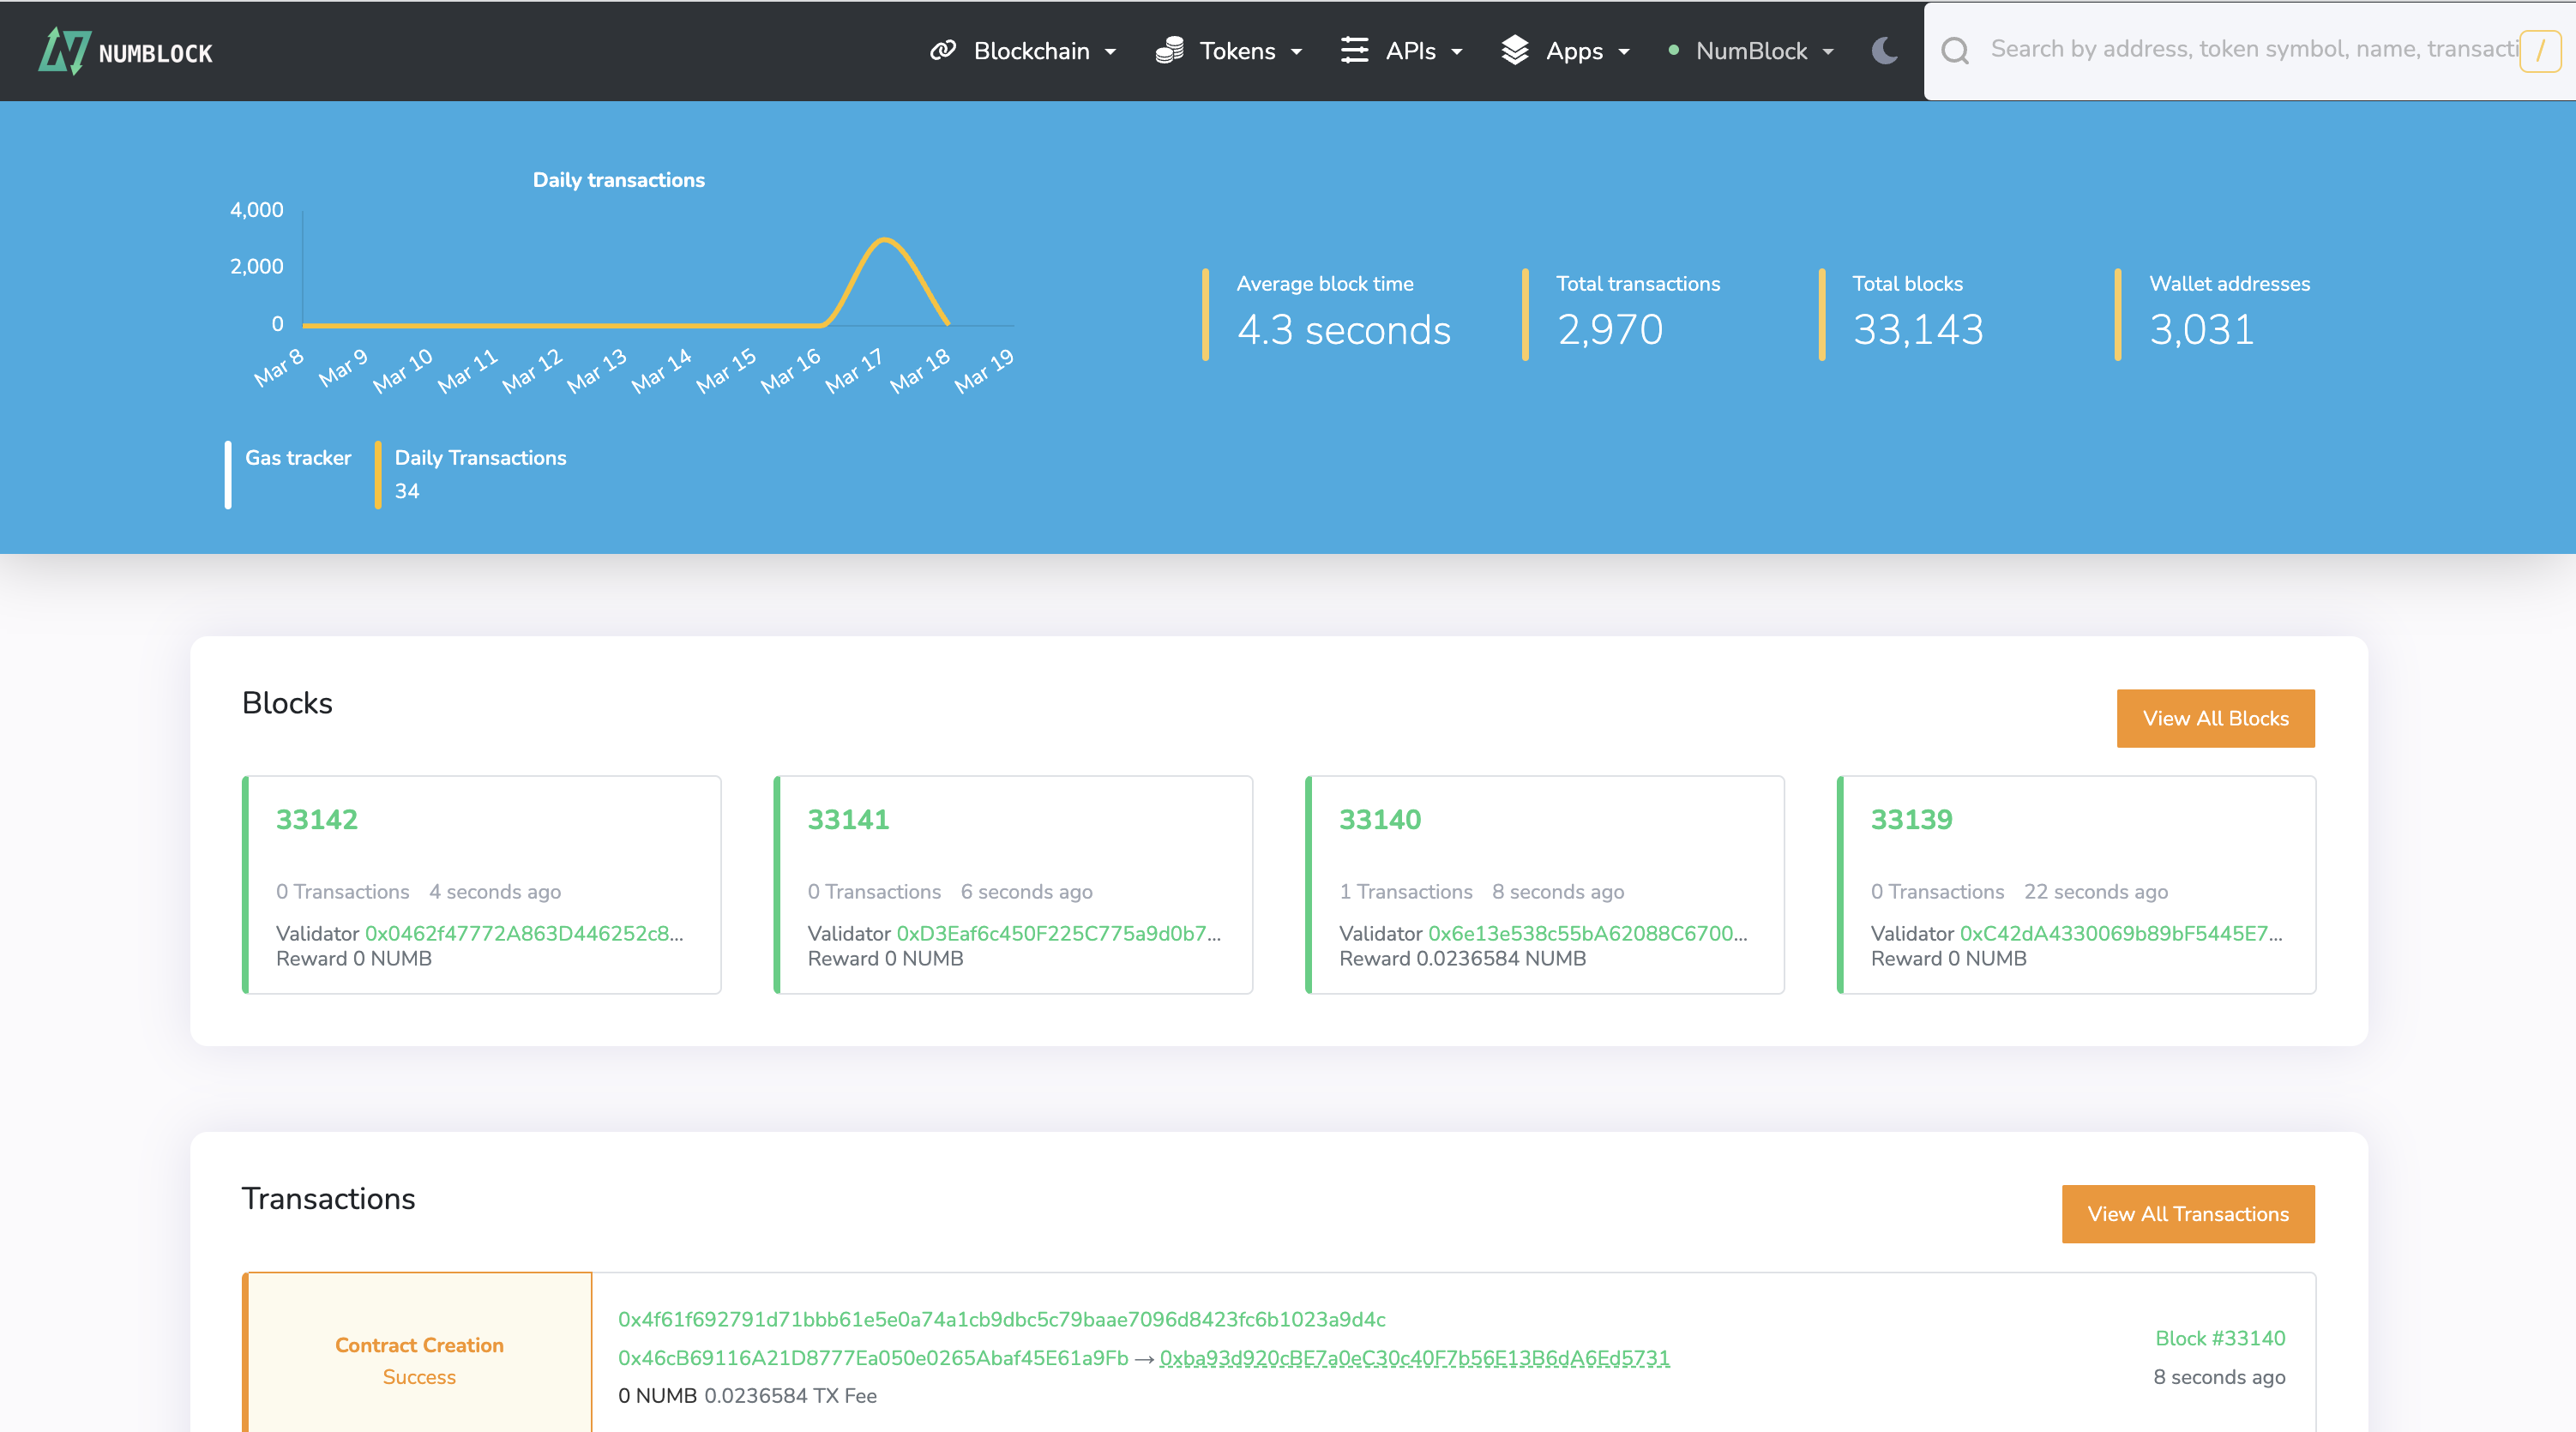 NUMBLOCK
Blockchain
Tokens
APIs
Apps
NumBlock
Search by address, token symbol, name, transacti
/
Daily transactions
4,000
2,000
0
Mar 8
Mar 9
Mar 10
Mar 11
Mar 12
Mar 13
Mar 14
Mar 15
Mar 16
Mar 17
Mar 18
Mar 19
Gas tracker
Daily Transactions
34
Average block time
4.3 seconds
Total transactions
2,970
Total blocks
33,143
Wallet addresses
3,031
Blocks
View All Blocks
33142
0 Transactions 4 seconds ago
Validator 0x0462f47772A863D446252c8...
Reward 0 NUMB
33141
0 Transactions 6 seconds ago
Validator 0xD3Eaf6c450F225C775a9d0b7...
Reward 0 NUMB
33140
1 Transactions 8 seconds ago
Validator 0x6e13e538c55bA62088C6700...
Reward 0.0236584 NUMB
33139
0 Transactions 22 seconds ago
Validator 0xC42dA4330069b89bF5445E7...
Reward 0 NUMB
Transactions
View All Transactions
Contract Creation
Success
0x4f61f692791d71bbb61e5e0a74a1cb9dbc5c79baae7096d8423fc6b1023a9d4c
0x46cB69116A21D8777Ea050e0265Abaf45E61a9Fb → 0xba93d920cBE7a0eC30c40F7b56E13B6dA6Ed5731
0 NUMB 0.0236584 TX Fee
Block #33140
8 seconds ago